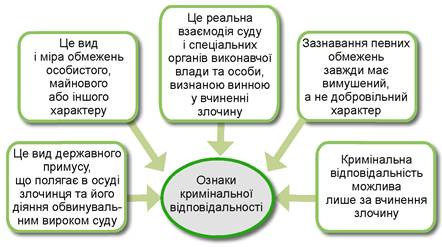 Це вид
і міра обмежень
особистого,
майнового
або іншого
характеру
Це реальна
взаємодія суду
і спеціальних
органів виконавчої
влади та особи,
визнаною винною
у вчиненні
злочину
Зазнавання певних
обмежень
завжди має
вимушений,
а не добровільний
характер
Це вид державного
примусу,
що полягає в осуді
злочинця та його
діяння обвинуваль-
ним вироком суду
Ознаки
кримінальної
відповідальності
Кримінальна
відповідальність
можлива
лише за вчинення
злочину